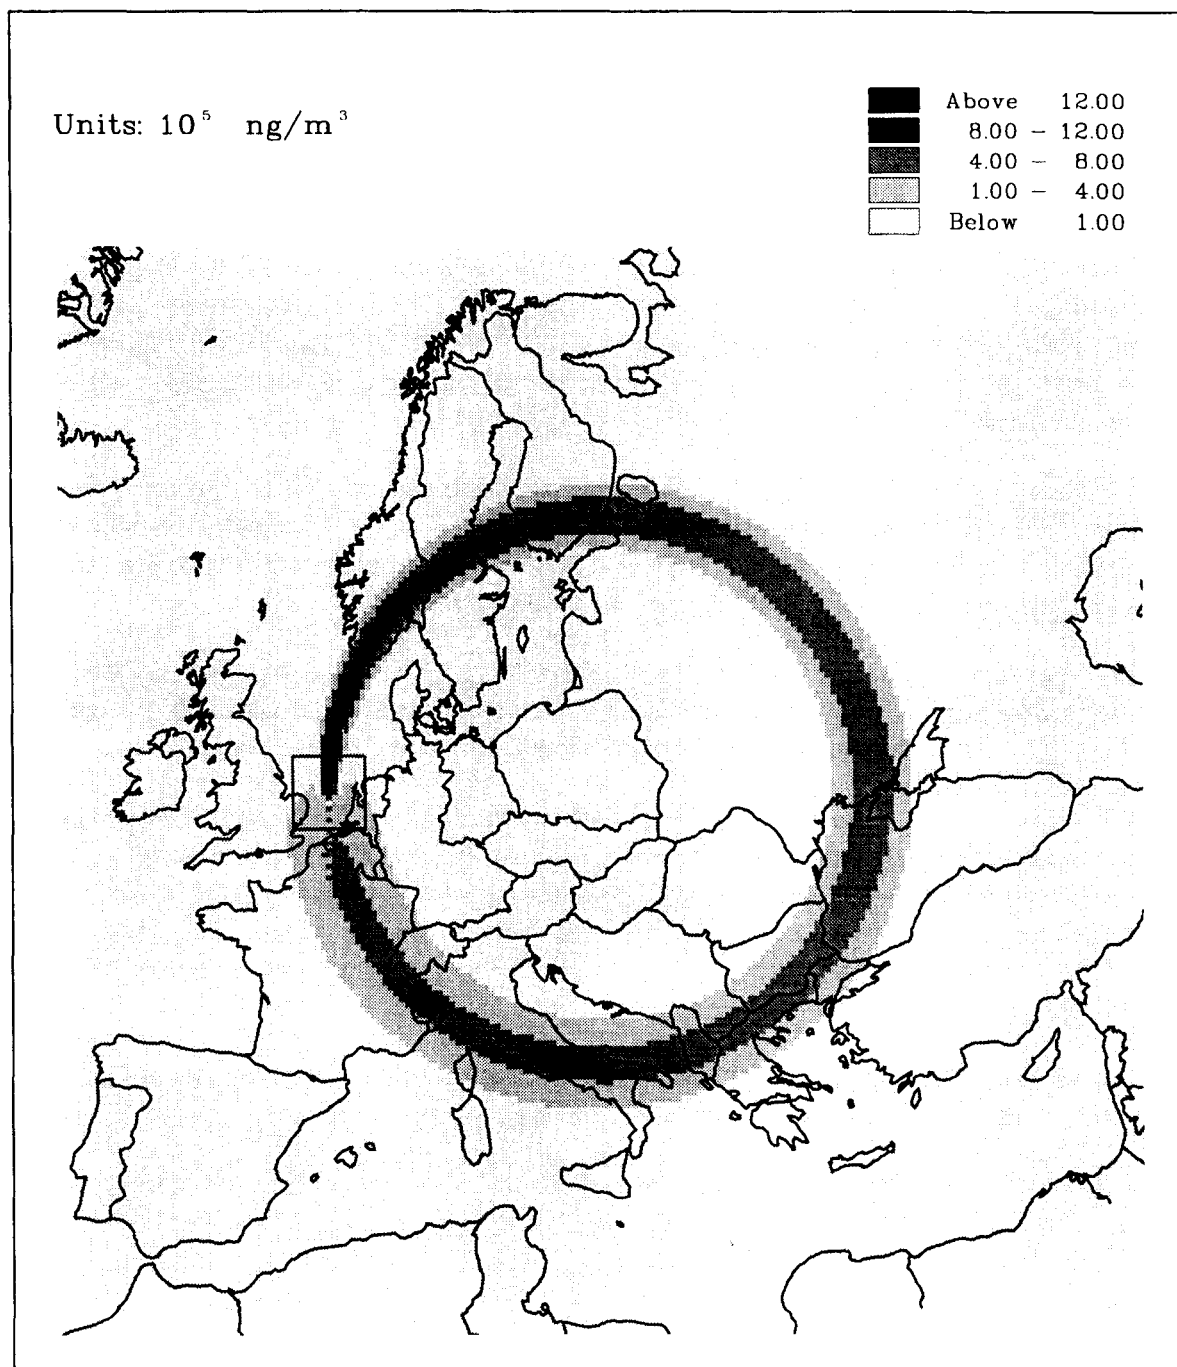 Units: 10⁵ ng/m³
Above 12.00
8.00 – 12.00
4.00 – 8.00
1.00 – 4.00
Below 1.00